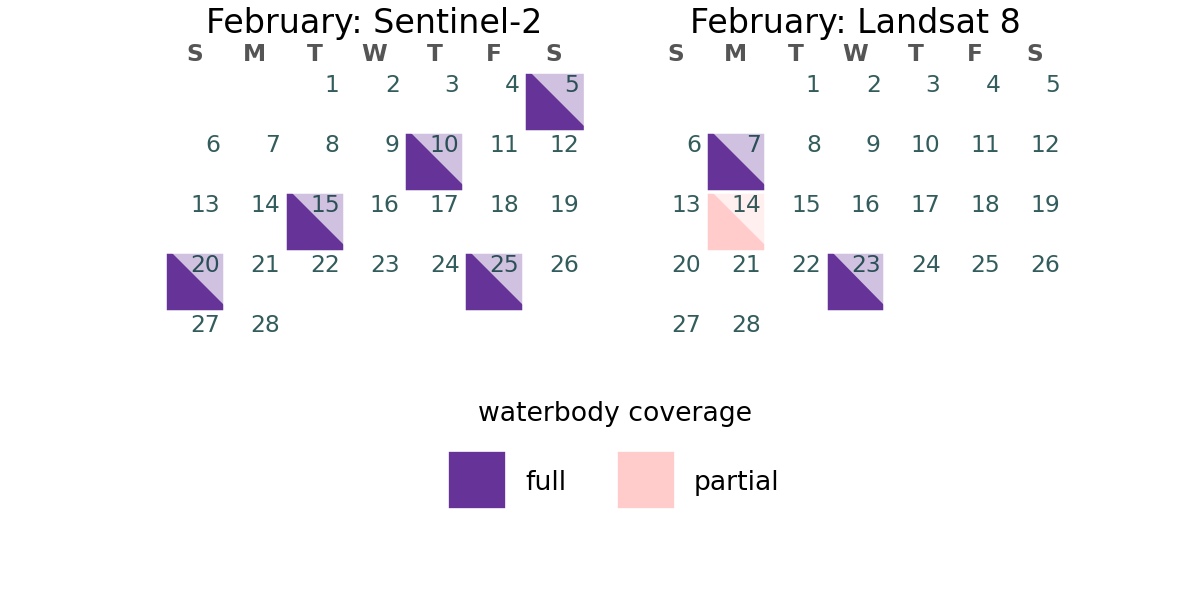 February: Sentinel-2
S M T W T F S
1 2 3 4 5
6 7 8 9 10 11 12
13 14 15 16 17 18 19
20 21 22 23 24 25 26
27 28
February: Landsat 8
S M T W T F S
1 2 3 4 5
6 7 8 9 10 11 12
13 14 15 16 17 18 19
20 21 22 23 24 25 26
27 28
waterbody coverage
full partial